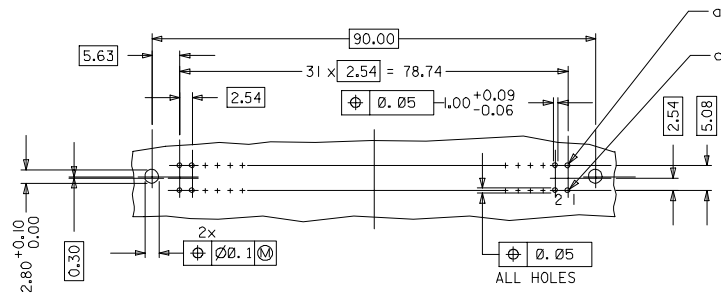 a
90.00
5.63
c
31 x 2.54 = 78.74
2.54
0.05
1.00 +0.09 -0.06
2.54
5.08
2 1
2.80 +0.10 0.00
0.30
2x
Ø0.1 Ⓜ
0.05
ALL HOLES